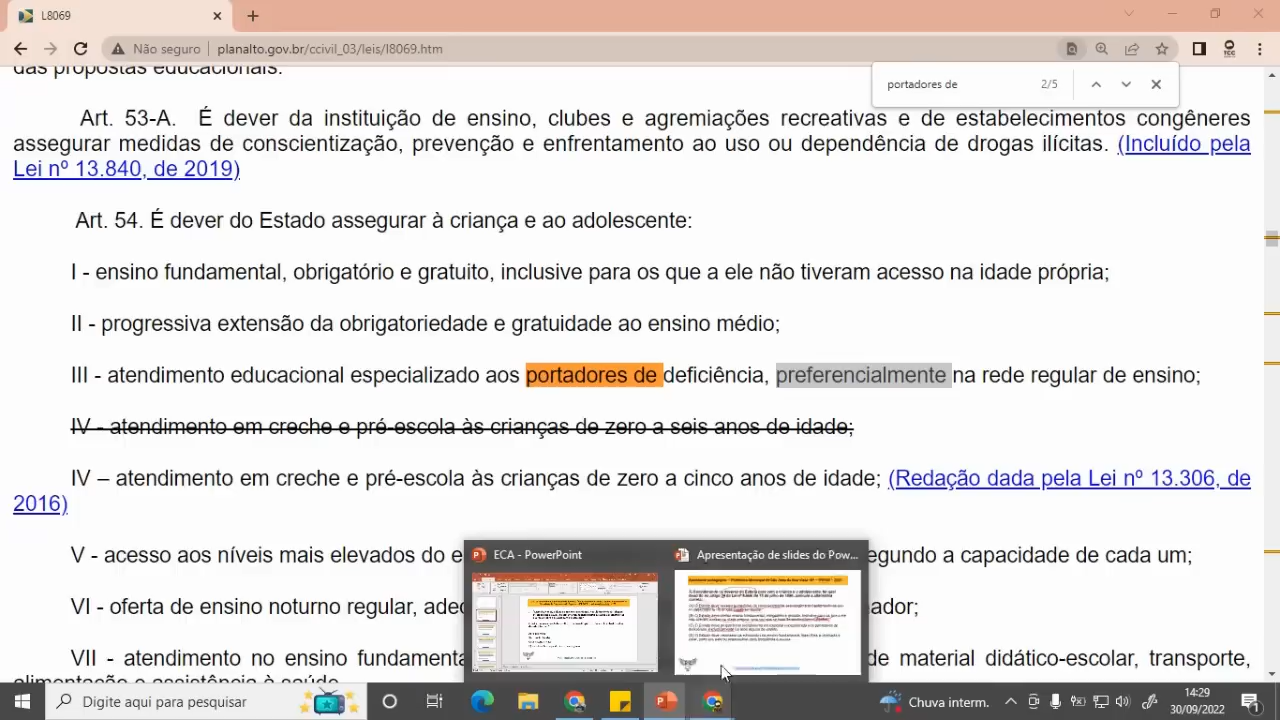 L8069
Não seguro
planalto.gov.br/ccivil_03/leis/l8069.htm
TCC
das propostas educacionais.
portadores de
2/5
Art. 53-A. É dever da instituição de ensino, clubes e agremiações recreativas e de estabelecimentos congêneres
assegurar medidas de conscientização, prevenção e enfrentamento ao uso ou dependência de drogas ilícitas. (Incluído pela
Lei nº 13.840, de 2019)
Art. 54. É dever do Estado assegurar à criança e ao adolescente:
I - ensino fundamental, obrigatório e gratuito, inclusive para os que a ele não tiveram acesso na idade própria;
II - progressiva extensão da obrigatoriedade e gratuidade ao ensino médio;
III - atendimento educacional especializado aos portadores de deficiência, preferencialmente na rede regular de ensino;
IV - atendimento em creche e pré-escola às crianças de zero a seis anos de idade;
IV – atendimento em creche e pré-escola às crianças de zero a cinco anos de idade; (Redação dada pela Lei nº 13.306, de
2016)
V - acesso aos níveis mais elevados do e
segundo a capacidade de cada um;
ECA - PowerPoint
Apresentação de slides do Pow...
VI - oferta de ensino noturno regular, adec
VII - atendimento no ensino fundamenta
de material didático-escolar, transporte,
alimentação e assistência à saúde.
Digite aqui para pesquisar
Chuva interm.
14:29
30/09/2022
1